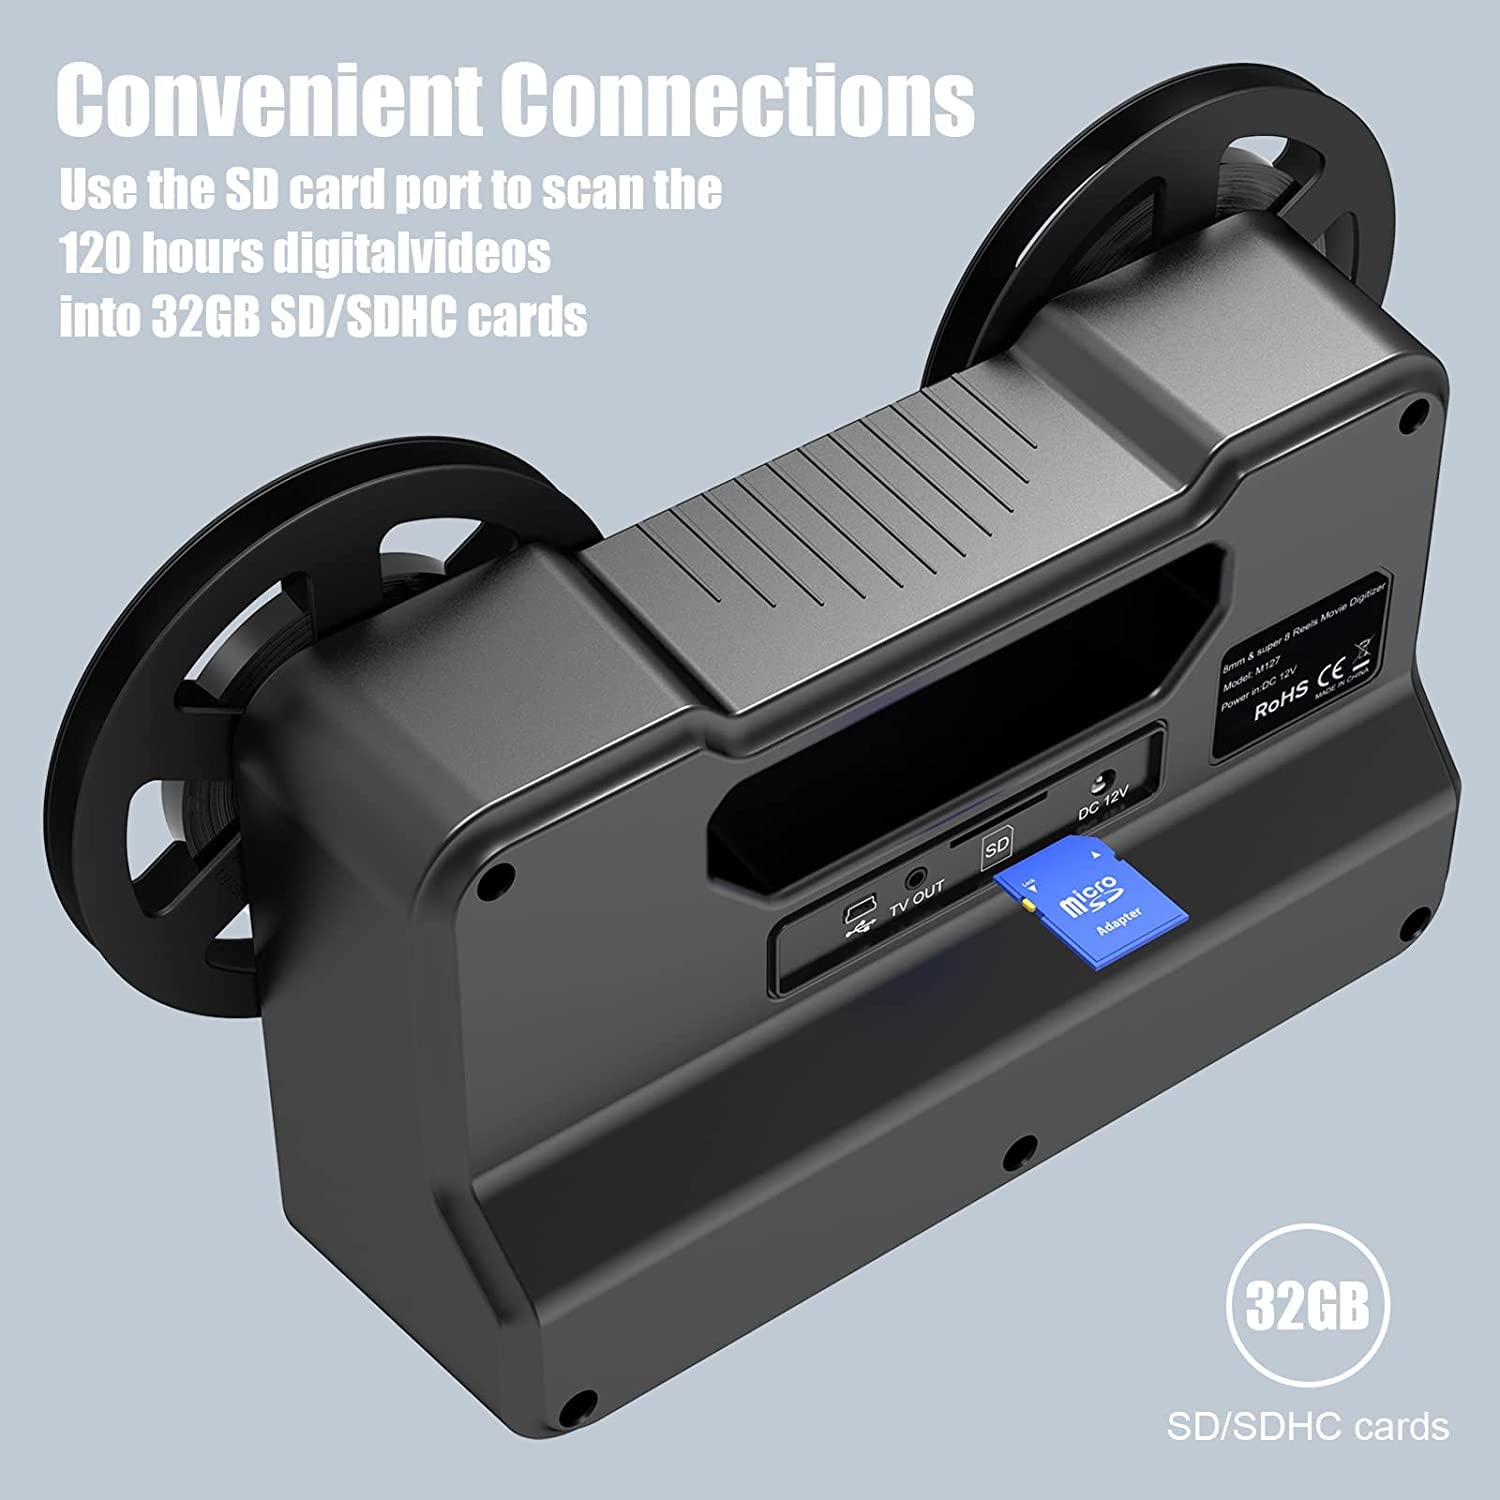 Convenient Connections
Use the SD card port to scan the
120 hours digitalvideos
into 32GB SD/SDHC cards
8mm & super 8 Reels Movie Digitizer
Model: M127
Power in:DC 12V
RoHS CE
MADE IN CHINA
DC 12V
SD
TV OUT
Lock
micro
SD
Adapter
32GB
SD/SDHC cards